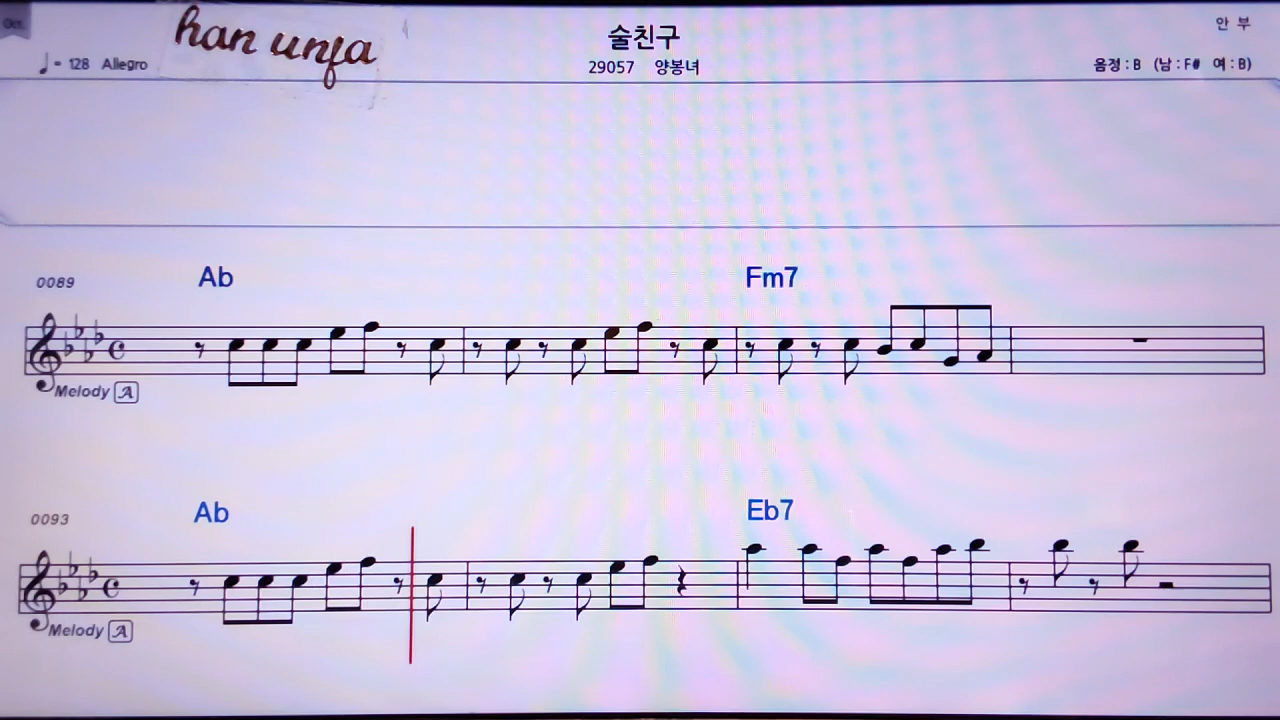 han unfa
술친구
안 부
♩= 128 Allegro
29057 양봉녀
음정 : B (남 : F# 여 : B)
0089
Ab
Fm7
Melody A
0093
Ab
Eb7
Melody A